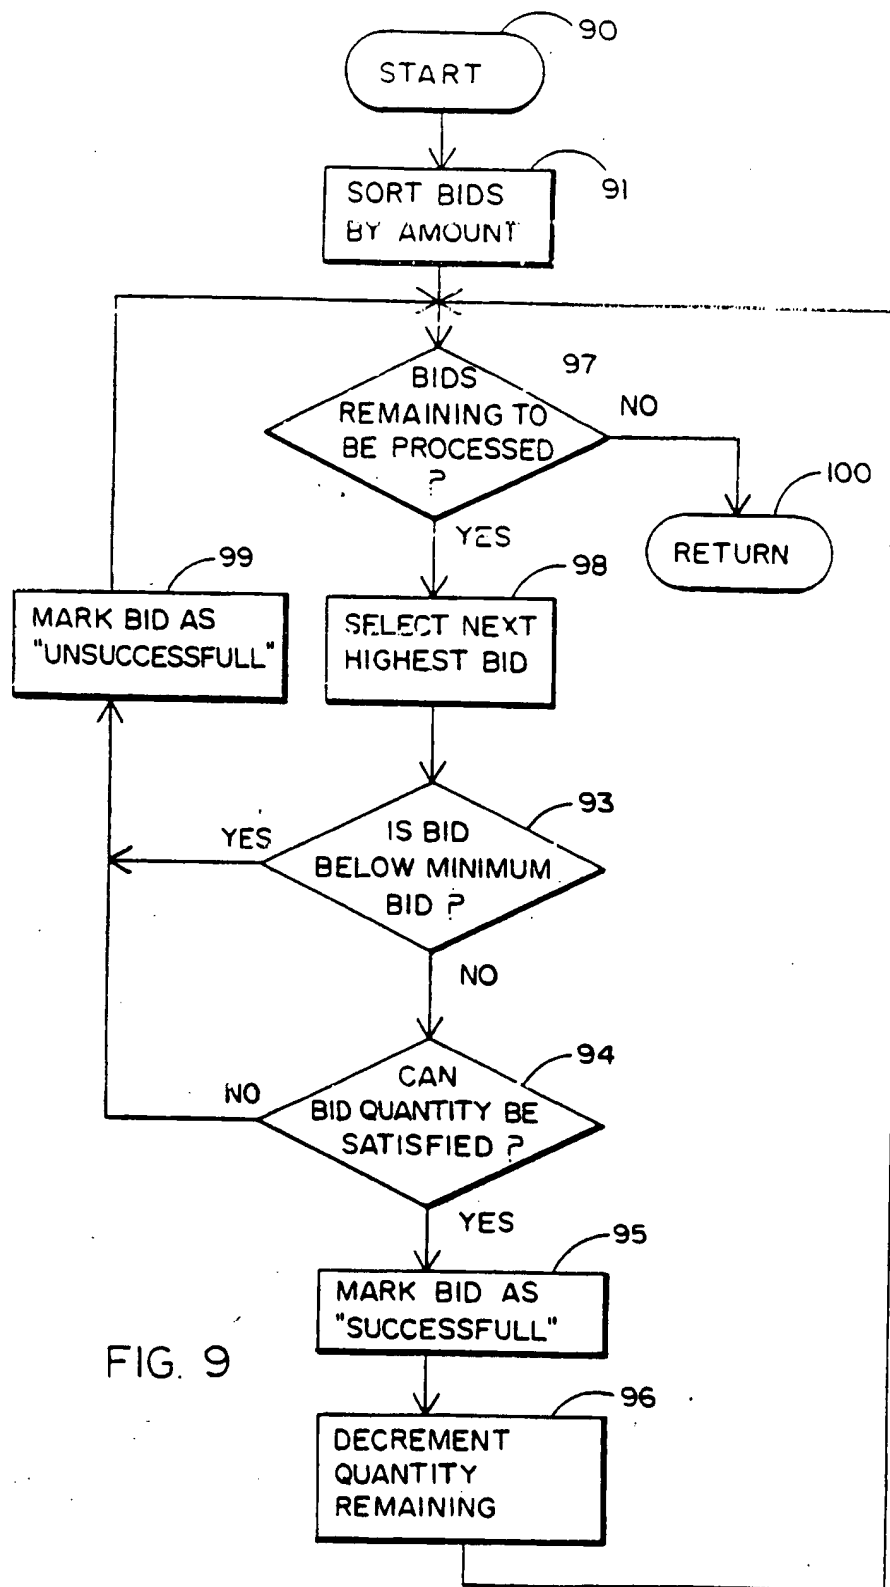 90
START
91
SORT BIDS
BY AMOUNT
97
BIDS
REMAINING TO
BE PROCESSED
?
NO
100
RETURN
YES
99
MARK BID AS
"UNSUCCESSFULL"
98
SELECT NEXT
HIGHEST BID
93
YES
IS BID
BELOW MINIMUM
BID ?
NO
94
NO
CAN
BID QUANTITY BE
SATISFIED ?
YES
95
MARK BID AS
"SUCCESSFULL"
FIG. 9
96
DECREMENT
QUANTITY
REMAINING